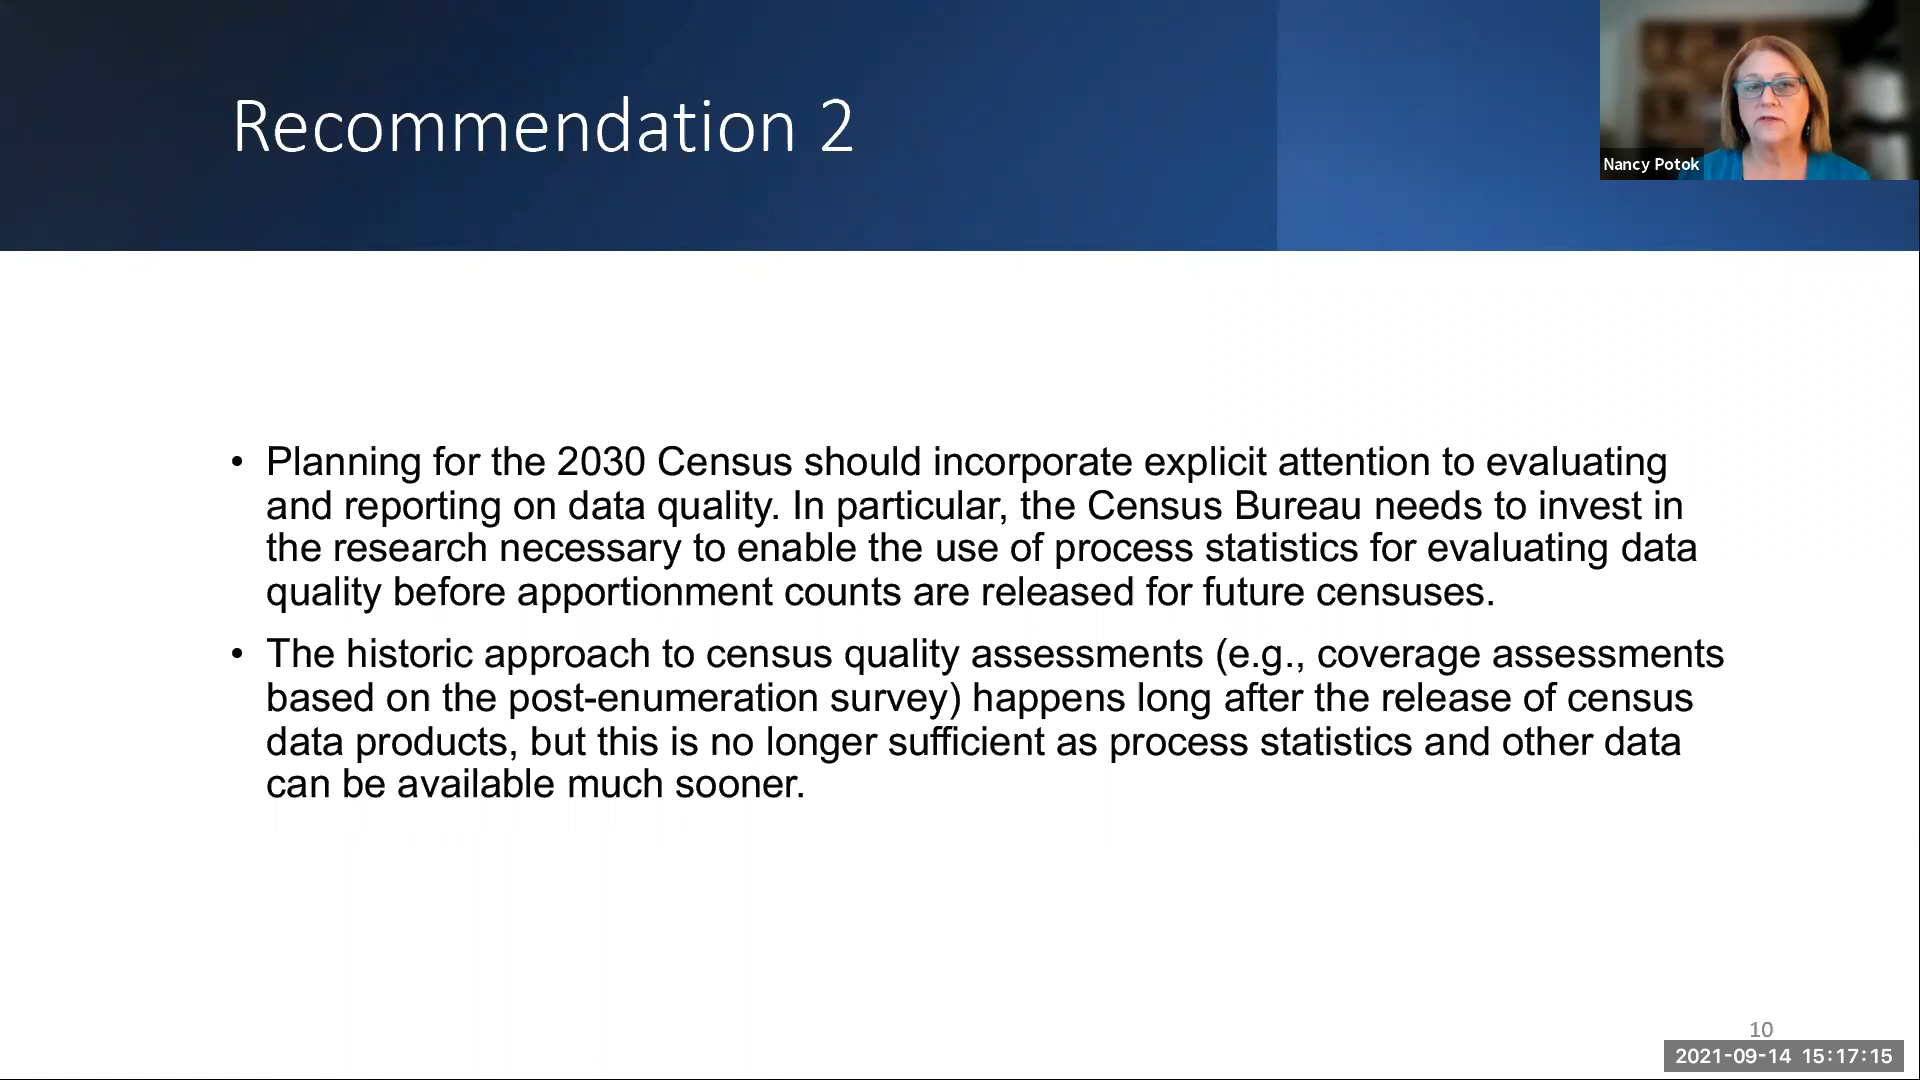 Recommendation 2
Nancy Potok
• Planning for the 2030 Census should incorporate explicit attention to evaluating
and reporting on data quality. In particular, the Census Bureau needs to invest in
the research necessary to enable the use of process statistics for evaluating data
quality before apportionment counts are released for future censuses.
• The historic approach to census quality assessments (e.g., coverage assessments
based on the post-enumeration survey) happens long after the release of census
data products, but this is no longer sufficient as process statistics and other data
can be available much sooner.
10
2021-09-14 15:17:15